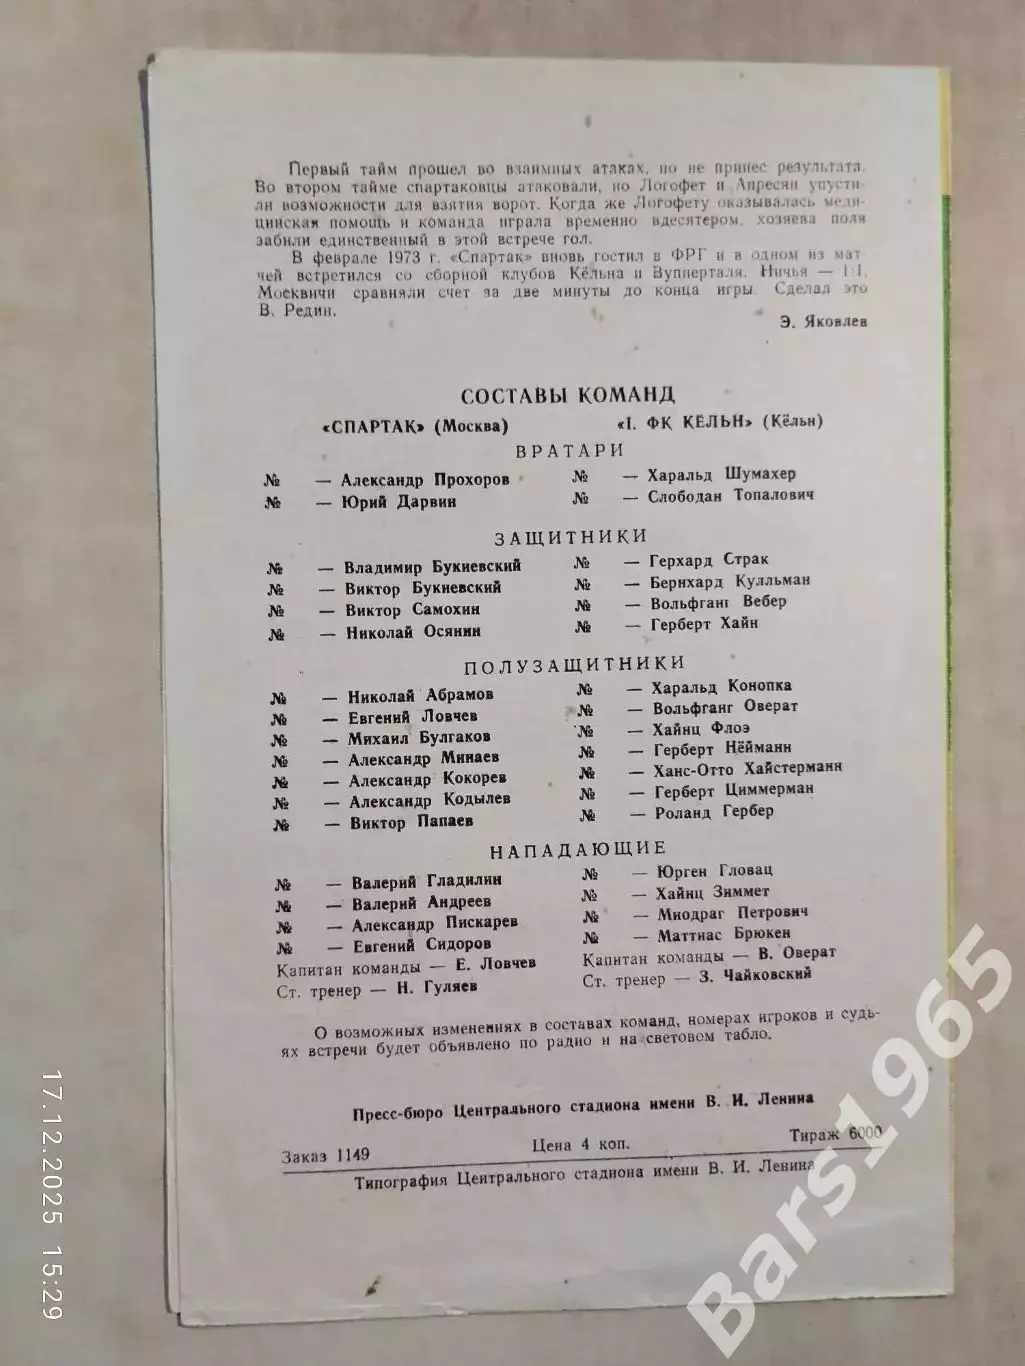 Первый тайм прошел во взаимных атаках, но не принес результата.
Во втором тайме спартаковцы атаковали, но Логофет и Апресян упусти-
ли возможности для взятия ворот. Когда же Логофету оказывалась меди-
цинская помощь и команда играла временно вдесятером, хозяева поля
забили единственный в этой встрече гол.
В феврале 1973 г. «Спартак» вновь гостил в ФРГ и в одном из мат
чей встретился со сборной клубов Кёльна и Вупперталя. Ничья — 1:1.
Москвичи сравняли счет за две минуты до конца игры. Сделал это
В. Редин.
Э. Яковлев
СОСТАВЫ КОМАНД
«СПАРТАК» (Москва) «I. ФК КЁЛЬН» (Кёльн)
ВРАТАРИ
№ — Александр Прохоров № — Харальд Шумахер
№ — Юрий Дарвин № — Слободан Топалович
ЗАЩИТНИКИ
№ — Владимир Букиевский № — Герхард Страк
№ — Виктор Букиевский № — Бернхард Кулльман
№ — Виктор Самохин № — Вольфганг Вебер
№ — Николай Осянин № — Герберт Хайн
ПОЛУЗАЩИТНИКИ
№ — Николай Абрамов № — Харальд Конопка
№ — Евгений Ловчев № — Вольфганг Оверат
№ — Михаил Булгаков № — Хайнц Флоэ
№ — Александр Минаев № — Герберт Нёйманн
№ — Александр Кокорев № — Ханс-Отто Хайстерманн
№ — Александр Кодылев № — Герберт Циммерман
№ — Виктор Папаев № — Роланд Гербер
НАПАДАЮЩИЕ
№ — Валерий Гладилин № — Юрген Гловац
№ — Валерий Андреев № — Хайнц Зиммет
№ — Александр Пискарев № — Миодраг Петрович
№ — Евгений Сидоров № — Маттиас Брюкен
Капитан команды — Е. Ловчев Капитан команды — В. Оверат
Ст. тренер — Н. Гуляев Ст. тренер — З. Чайковский
О возможных изменениях в составах команд, номерах игроков и судь-
ях встречи будет объявлено по радио и на световом табло.
Пресс-бюро Центрального стадиона имени В. И. Ленина
Заказ 1149 Цена 4 коп. Тираж 6000
Типография Центрального стадиона имени В. И. Ленина
17.12.2025 15:29
Bars1965